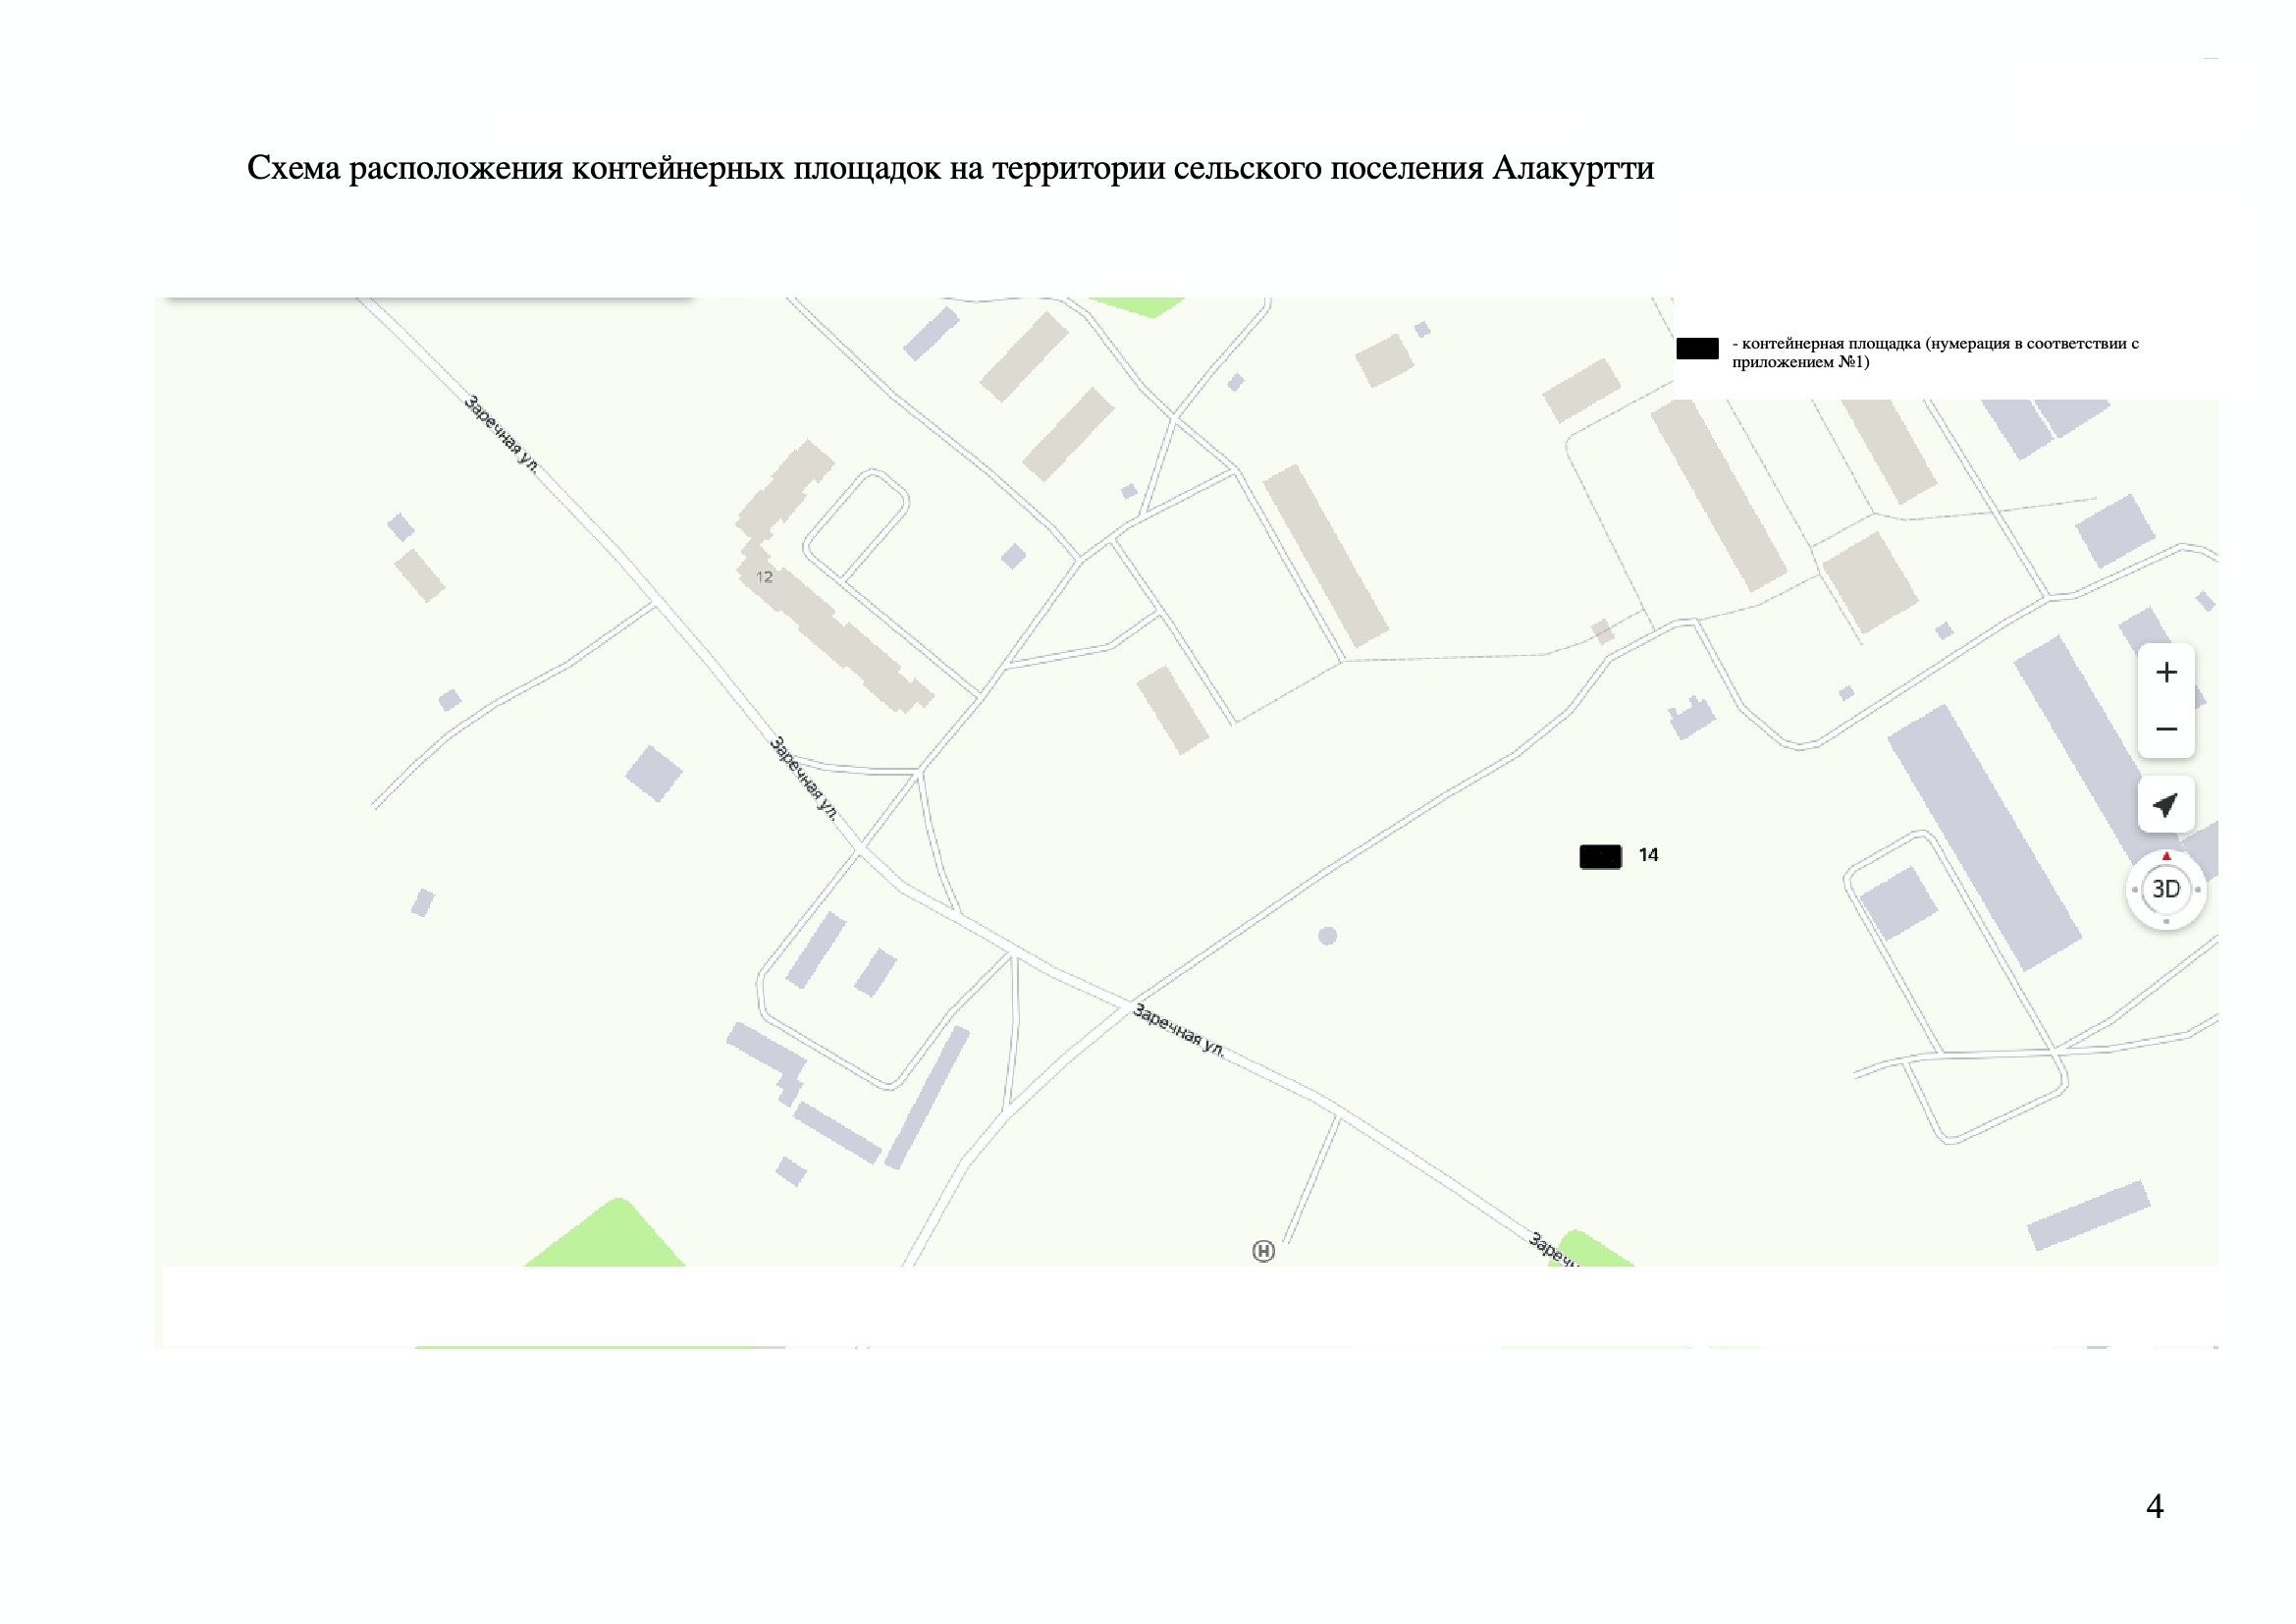 Схема расположения контейнерных площадок на территории сельского поселения Алакуртти
- контейнерная площадка (нумерация в соответствии с
приложением №1)
Заречная ул.
12
Заречная ул.
14
3D
Заречная ул.
Н
4